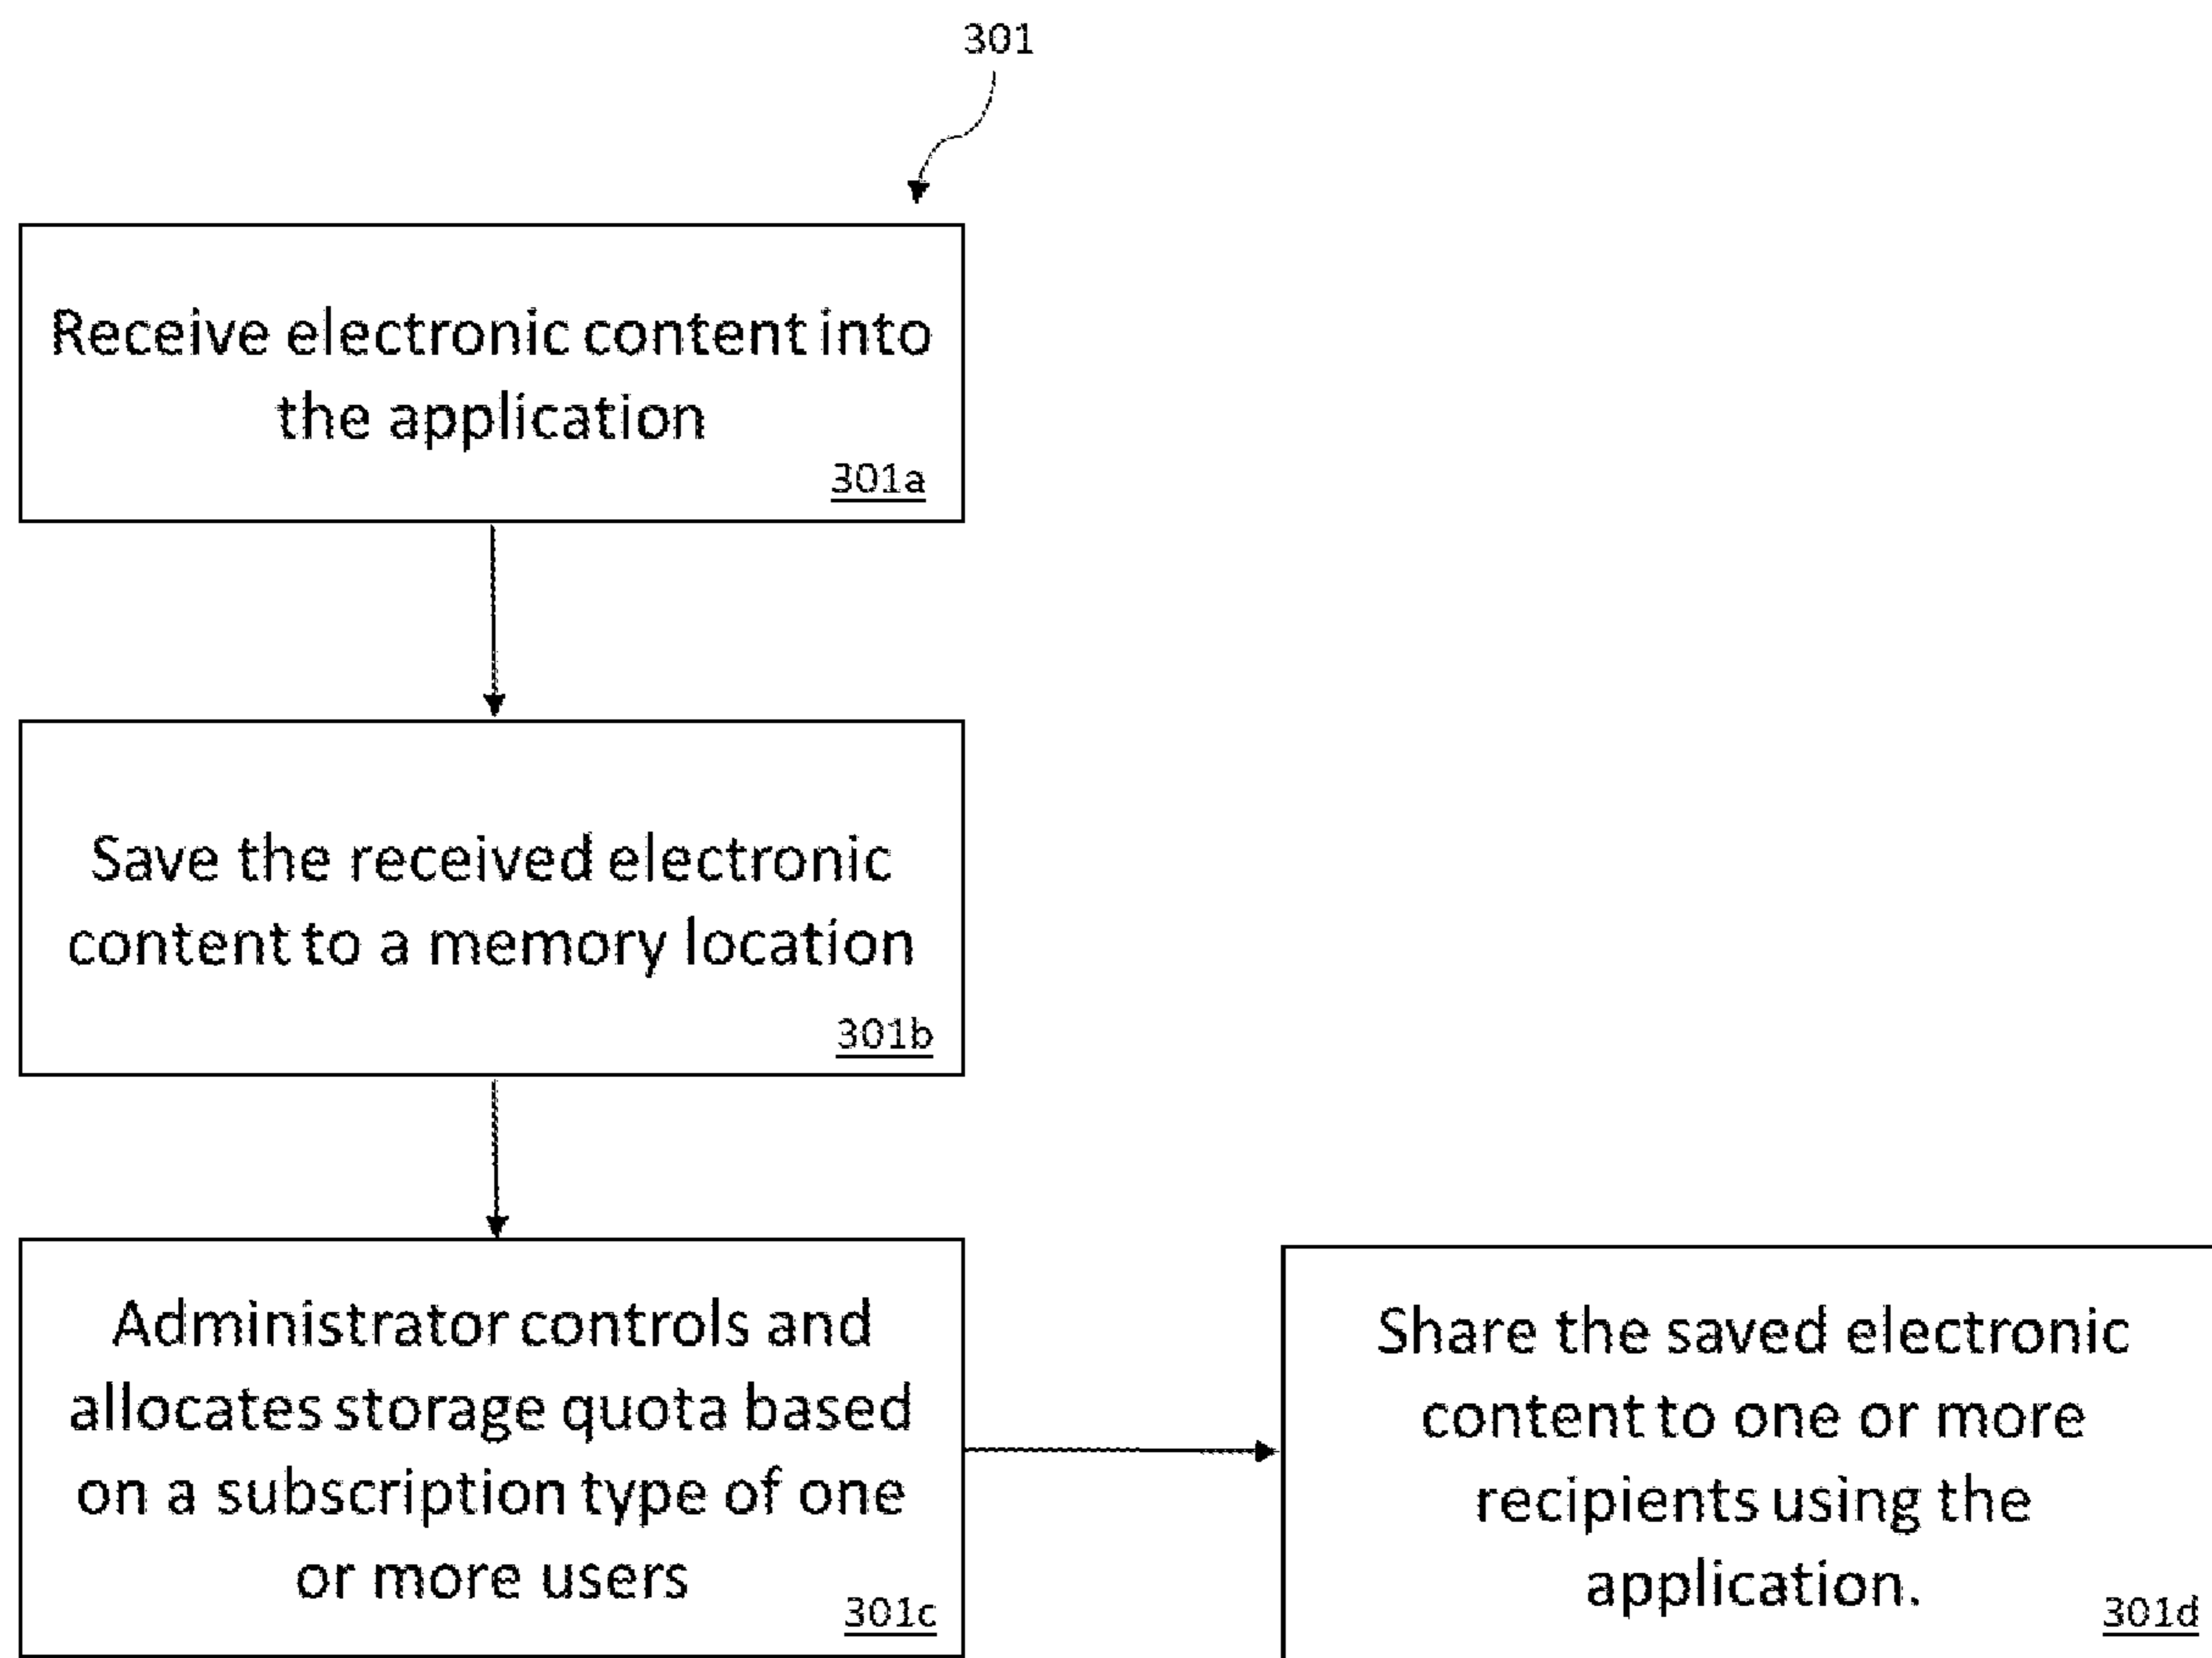 301
Receive electronic content into
the application
301a
Save the received electronic
content to a memory location
301b
Administrator controls and
allocates storage quota based
on a subscription type of one
or more users
301c
Share the saved electronic
content to one or more
recipients using the
application.
301d